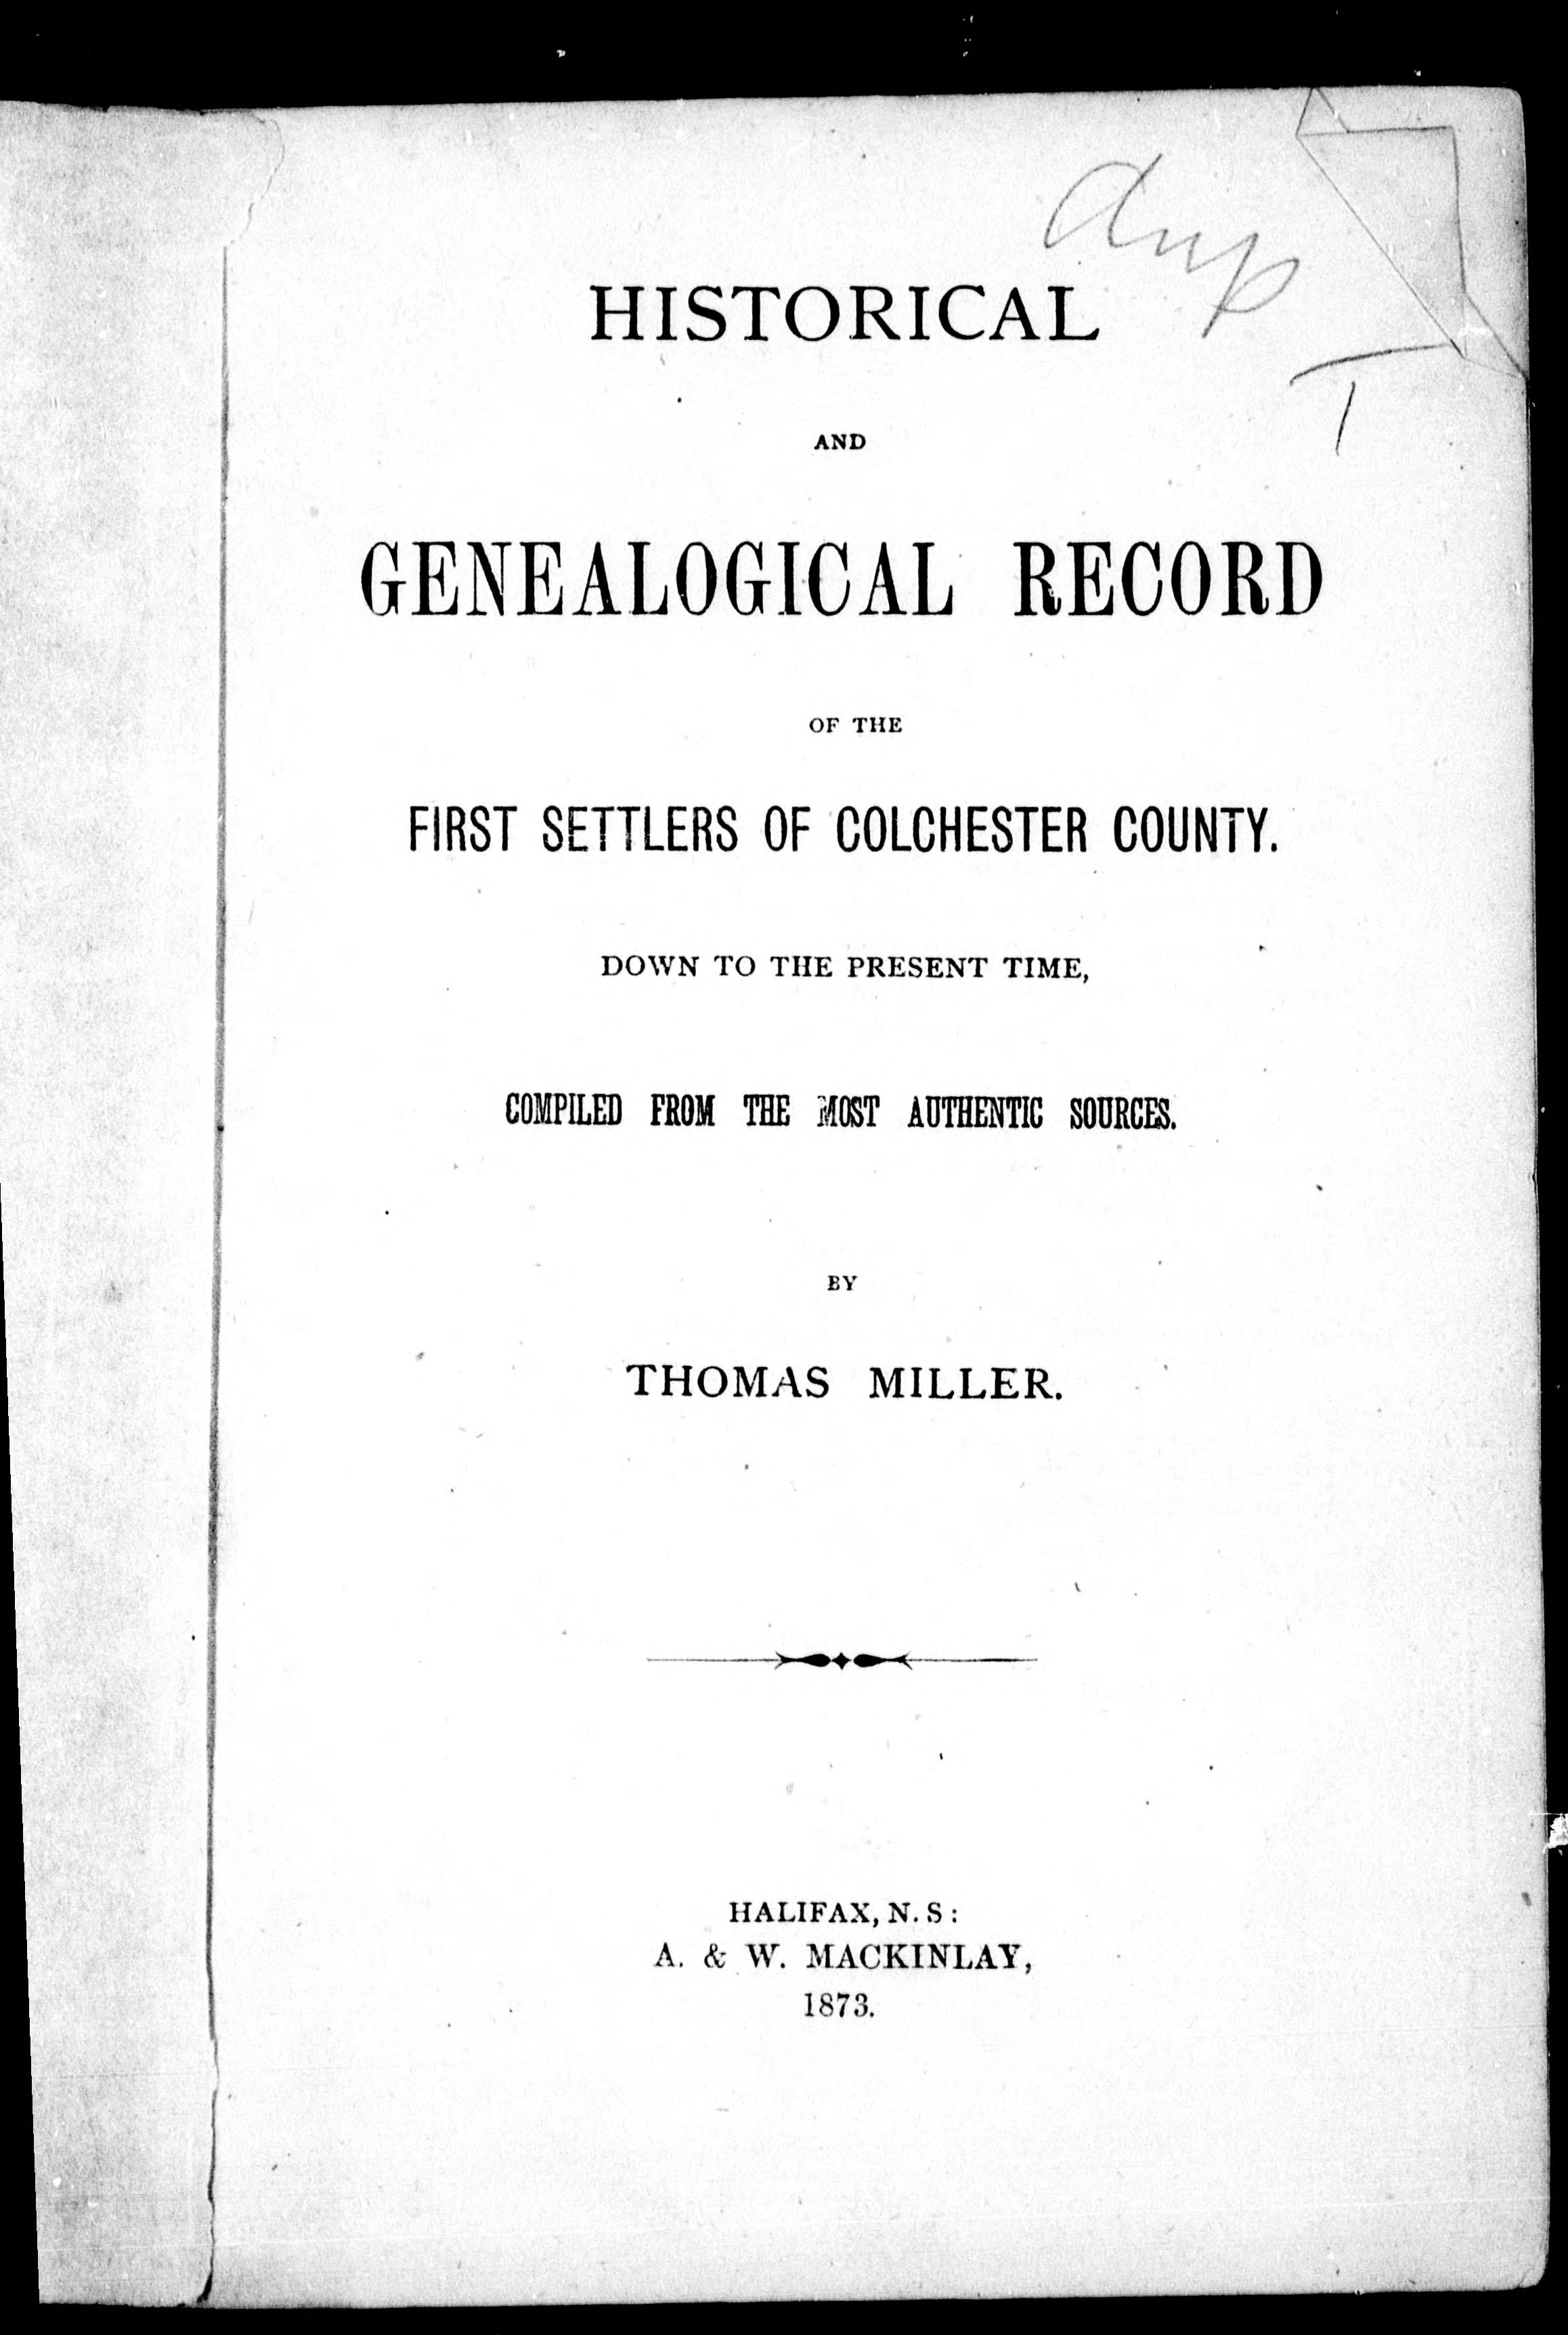 dup
T
HISTORICAL
AND
GENEALOGICAL RECORD
OF THE
FIRST SETTLERS OF COLCHESTER COUNTY.
DOWN TO THE PRESENT TIME,
COMPILED FROM THE MOST AUTHENTIC SOURCES.
BY
THOMAS MILLER.
HALIFAX, N. S:
A. & W. MACKINLAY,
1873.